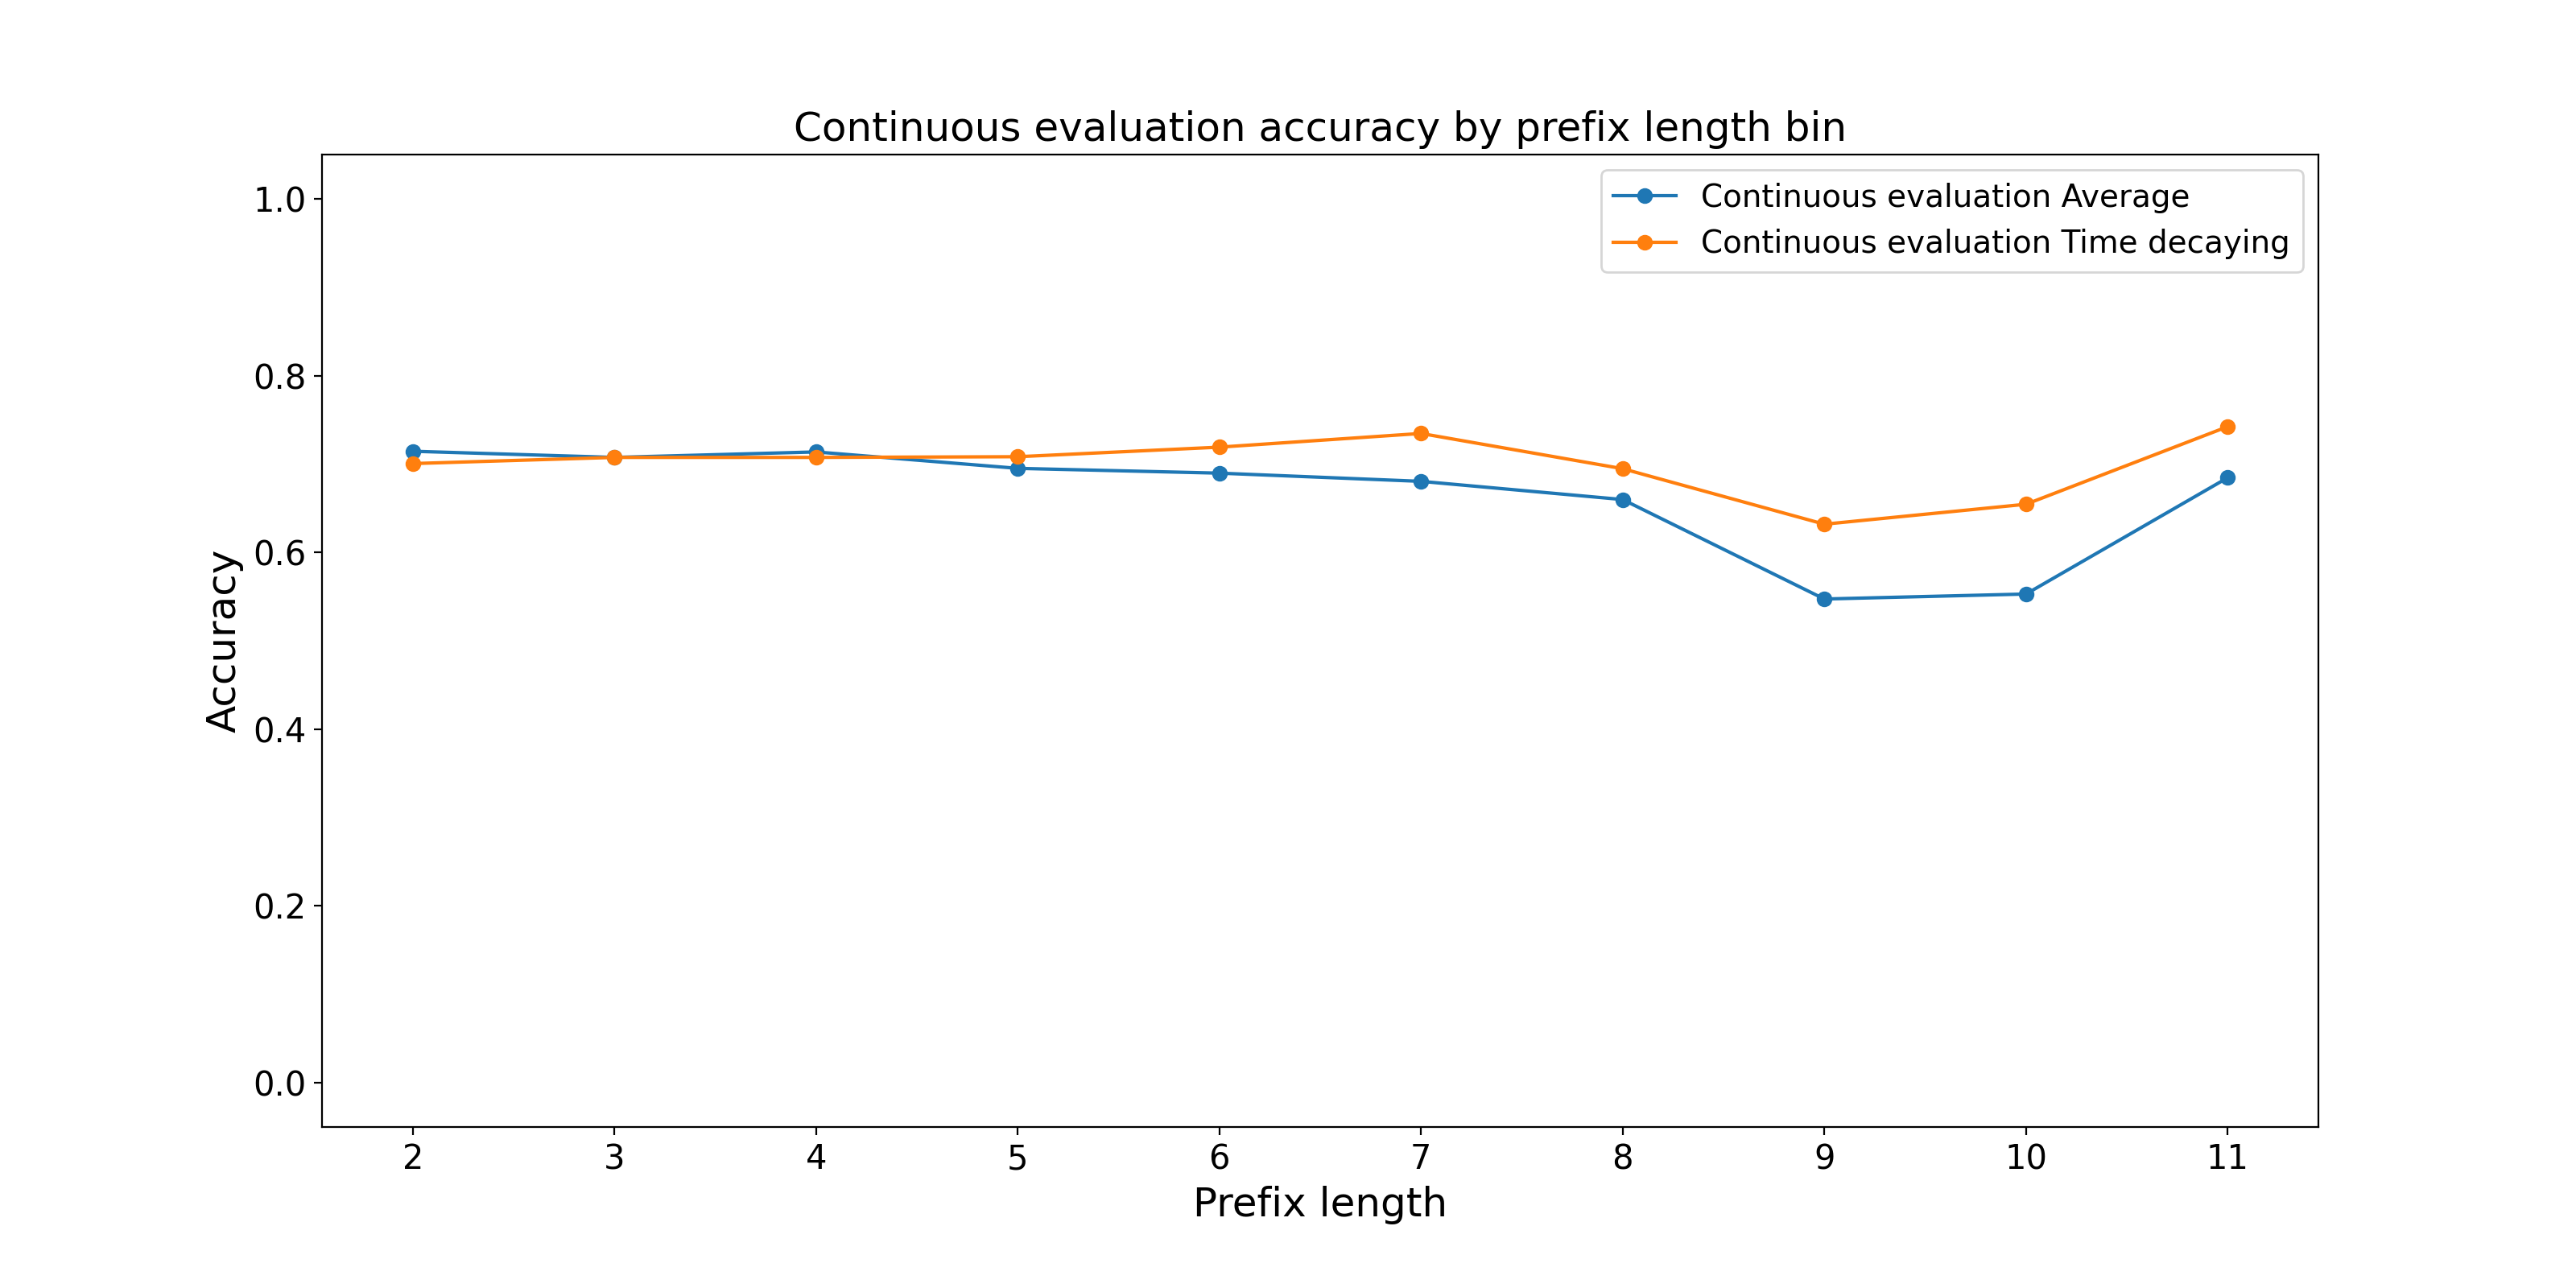 Continuous evaluation accuracy by prefix length bin
Continuous evaluation Average
Continuous evaluation Time decaying
Accuracy
1.0
0.8
0.6
0.4
0.2
0.0
2 3 4 5 6 7 8 9 10 11
Prefix length